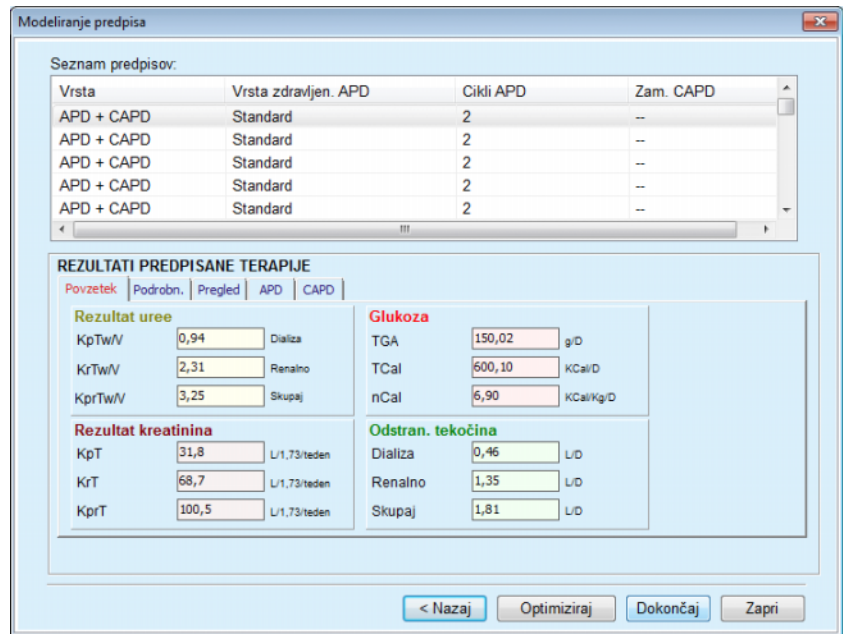 Modeliranje predpisa
Seznam predpisov:
Vrsta Vrsta zdravljen. APD Cikli APD Zam. CAPD
APD + CAPD Standard 2 --
APD + CAPD Standard 2 --
APD + CAPD Standard 2 --
APD + CAPD Standard 2 --
APD + CAPD Standard 2 --
REZULTATI PREDPISANE TERAPIJE
Povzetek Podrobn. Pregled APD CAPD
Rezultat uree
KpTw/V 0,94 Dializa
KrTw/V 2,31 Renalno
KprTw/V 3,25 Skupaj
Glukoza
TGA 150,02 g/D
TCal 600,10 KCal/D
nCal 6,90 KCal/Kg/D
Rezultat kreatinina
KpT 31,8 L/1,73/teden
KrT 68,7 L/1,73/teden
KprT 100,5 L/1,73/teden
Odstran. tekočina
Dializa 0,46 L/D
Renalno 1,35 L/D
Skupaj 1,81 L/D
< Nazaj Optimiziraj Dokončaj Zapri